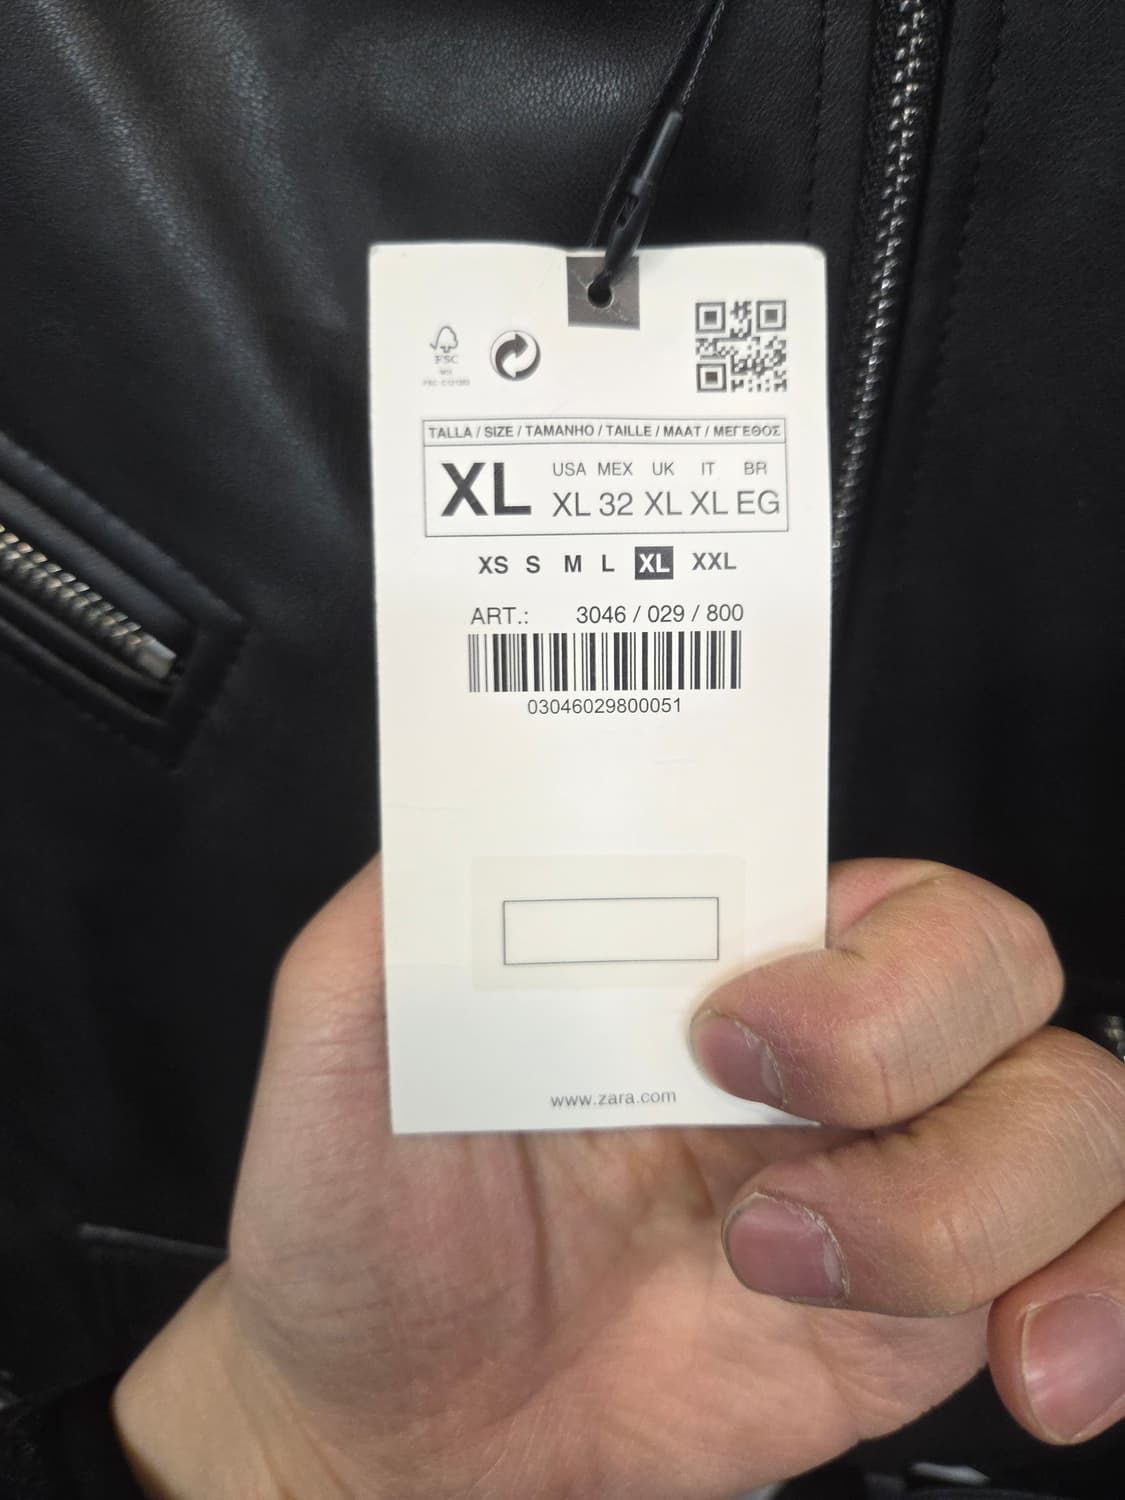 FSC
TALLA / SIZE / TAMANHO / TAILLE / MAAT / ΜΕΓΕΘΟΣ
XL
USA MEX UK IT BR
XL 32 XL XL EG
XS S M L XL XXL
ART.: 3046 / 029 / 800
03046029800051
www.zara.com